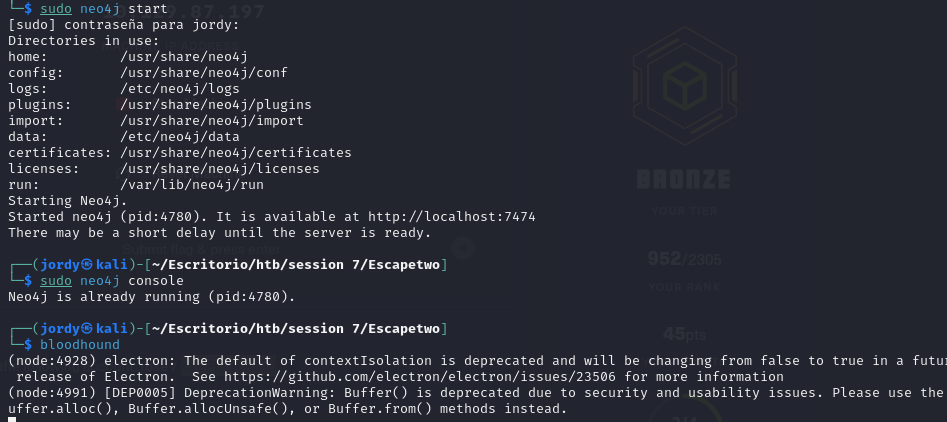 └─$ sudo neo4j start
[sudo] contraseña para jordy:
Directories in use:
home:         /usr/share/neo4j
config:       /usr/share/neo4j/conf
logs:         /etc/neo4j/logs
plugins:      /usr/share/neo4j/plugins
import:       /usr/share/neo4j/import
data:         /etc/neo4j/data
certificates: /usr/share/neo4j/certificates
licenses:     /usr/share/neo4j/licenses
run:          /var/lib/neo4j/run
Starting Neo4j.
Started neo4j (pid:4780). It is available at http://localhost:7474
There may be a short delay until the server is ready.
┌──(jordy㉿kali)-[~/Escritorio/htb/session 7/Escapetwo]
└─$ sudo neo4j console
Neo4j is already running (pid:4780).
┌──(jordy㉿kali)-[~/Escritorio/htb/session 7/Escapetwo]
└─$ bloodhound
(node:4928) electron: The default of contextIsolation is deprecated and will be changing from false to true in a futu
 release of Electron.  See https://github.com/electron/electron/issues/23506 for more information
(node:4991) [DEP0005] DeprecationWarning: Buffer() is deprecated due to security and usability issues. Please use the
uffer.alloc(), Buffer.allocUnsafe(), or Buffer.from() methods instead.
BRONZE
YOUR TIER
952/2305
YOUR RANK
45pts